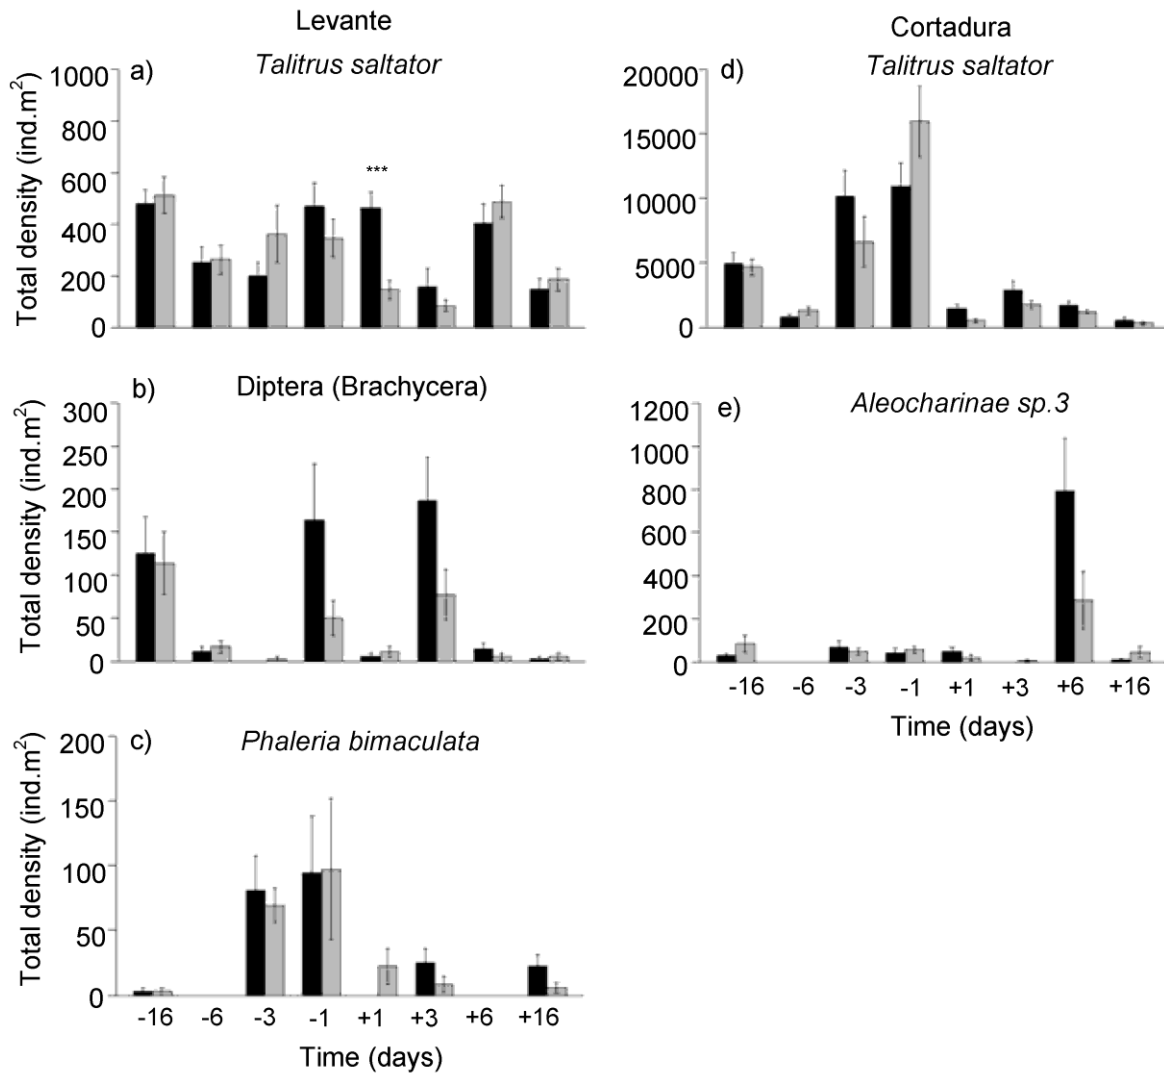 Levante
Talitrus saltator
a)
***
Total density (ind.m²)
1000
800
600
400
200
0
Diptera (Brachycera)
b)
Total density (ind.m²)
300
250
200
150
100
50
0
Phaleria bimaculata
c)
Total density (ind.m²)
200
150
100
50
0
-16 -6 -3 -1 +1 +3 +6 +16
Time (days)
Cortadura
Talitrus saltator
d)
20000
15000
10000
5000
0
Aleocharinae sp.3
e)
1200
1000
800
600
400
200
0
-16 -6 -3 -1 +1 +3 +6 +16
Time (days)